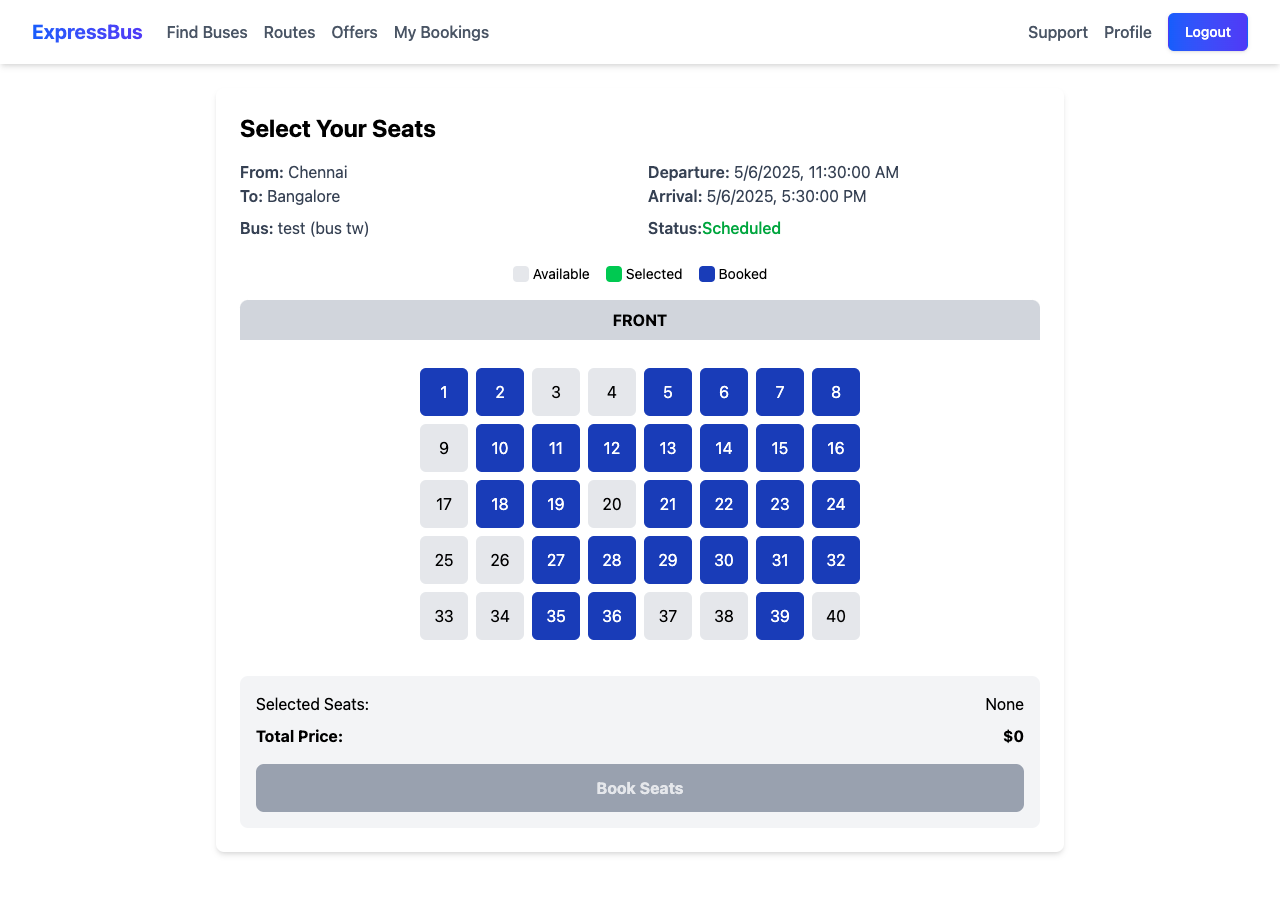 ExpressBus Find Buses Routes Offers My Bookings Support Profile Logout
Select Your Seats
From: Chennai
To: Bangalore
Departure: 5/6/2025, 11:30:00 AM
Arrival: 5/6/2025, 5:30:00 PM
Bus: test (bus tw)
Status:Scheduled
Available Selected Booked
FRONT
1 2 3 4 5 6 7 8
9 10 11 12 13 14 15 16
17 18 19 20 21 22 23 24
25 26 27 28 29 30 31 32
33 34 35 36 37 38 39 40
Selected Seats: None
Total Price: $0
Book Seats